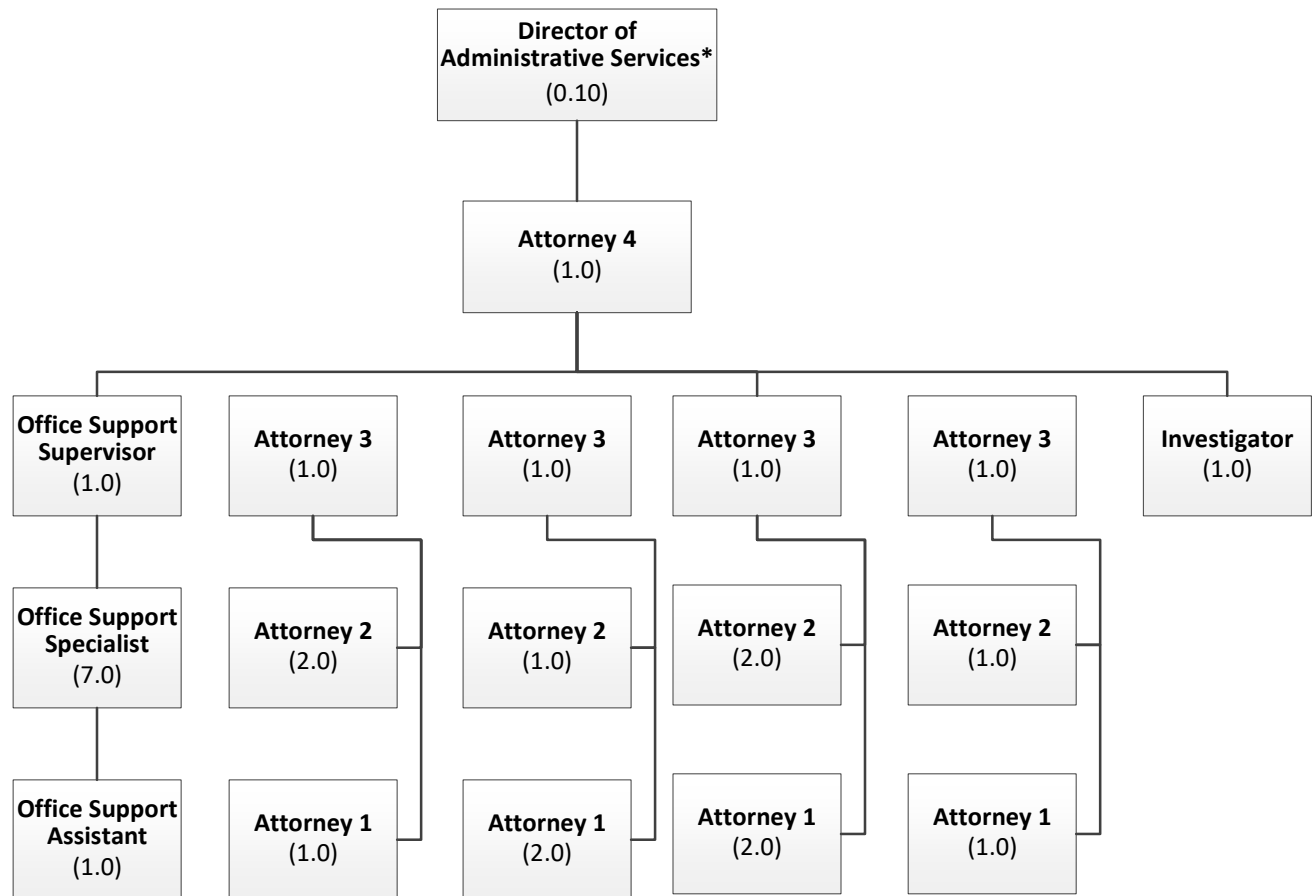 Director of
Administrative Services*
(0.10)
Attorney 4
(1.0)
Office Support
Supervisor
(1.0)
Attorney 3
(1.0)
Attorney 3
(1.0)
Attorney 3
(1.0)
Attorney 3
(1.0)
Investigator
(1.0)
Office Support
Specialist
(7.0)
Attorney 2
(2.0)
Attorney 2
(1.0)
Attorney 2
(2.0)
Attorney 2
(1.0)
Office Support
Assistant
(1.0)
Attorney 1
(1.0)
Attorney 1
(2.0)
Attorney 1
(2.0)
Attorney 1
(1.0)